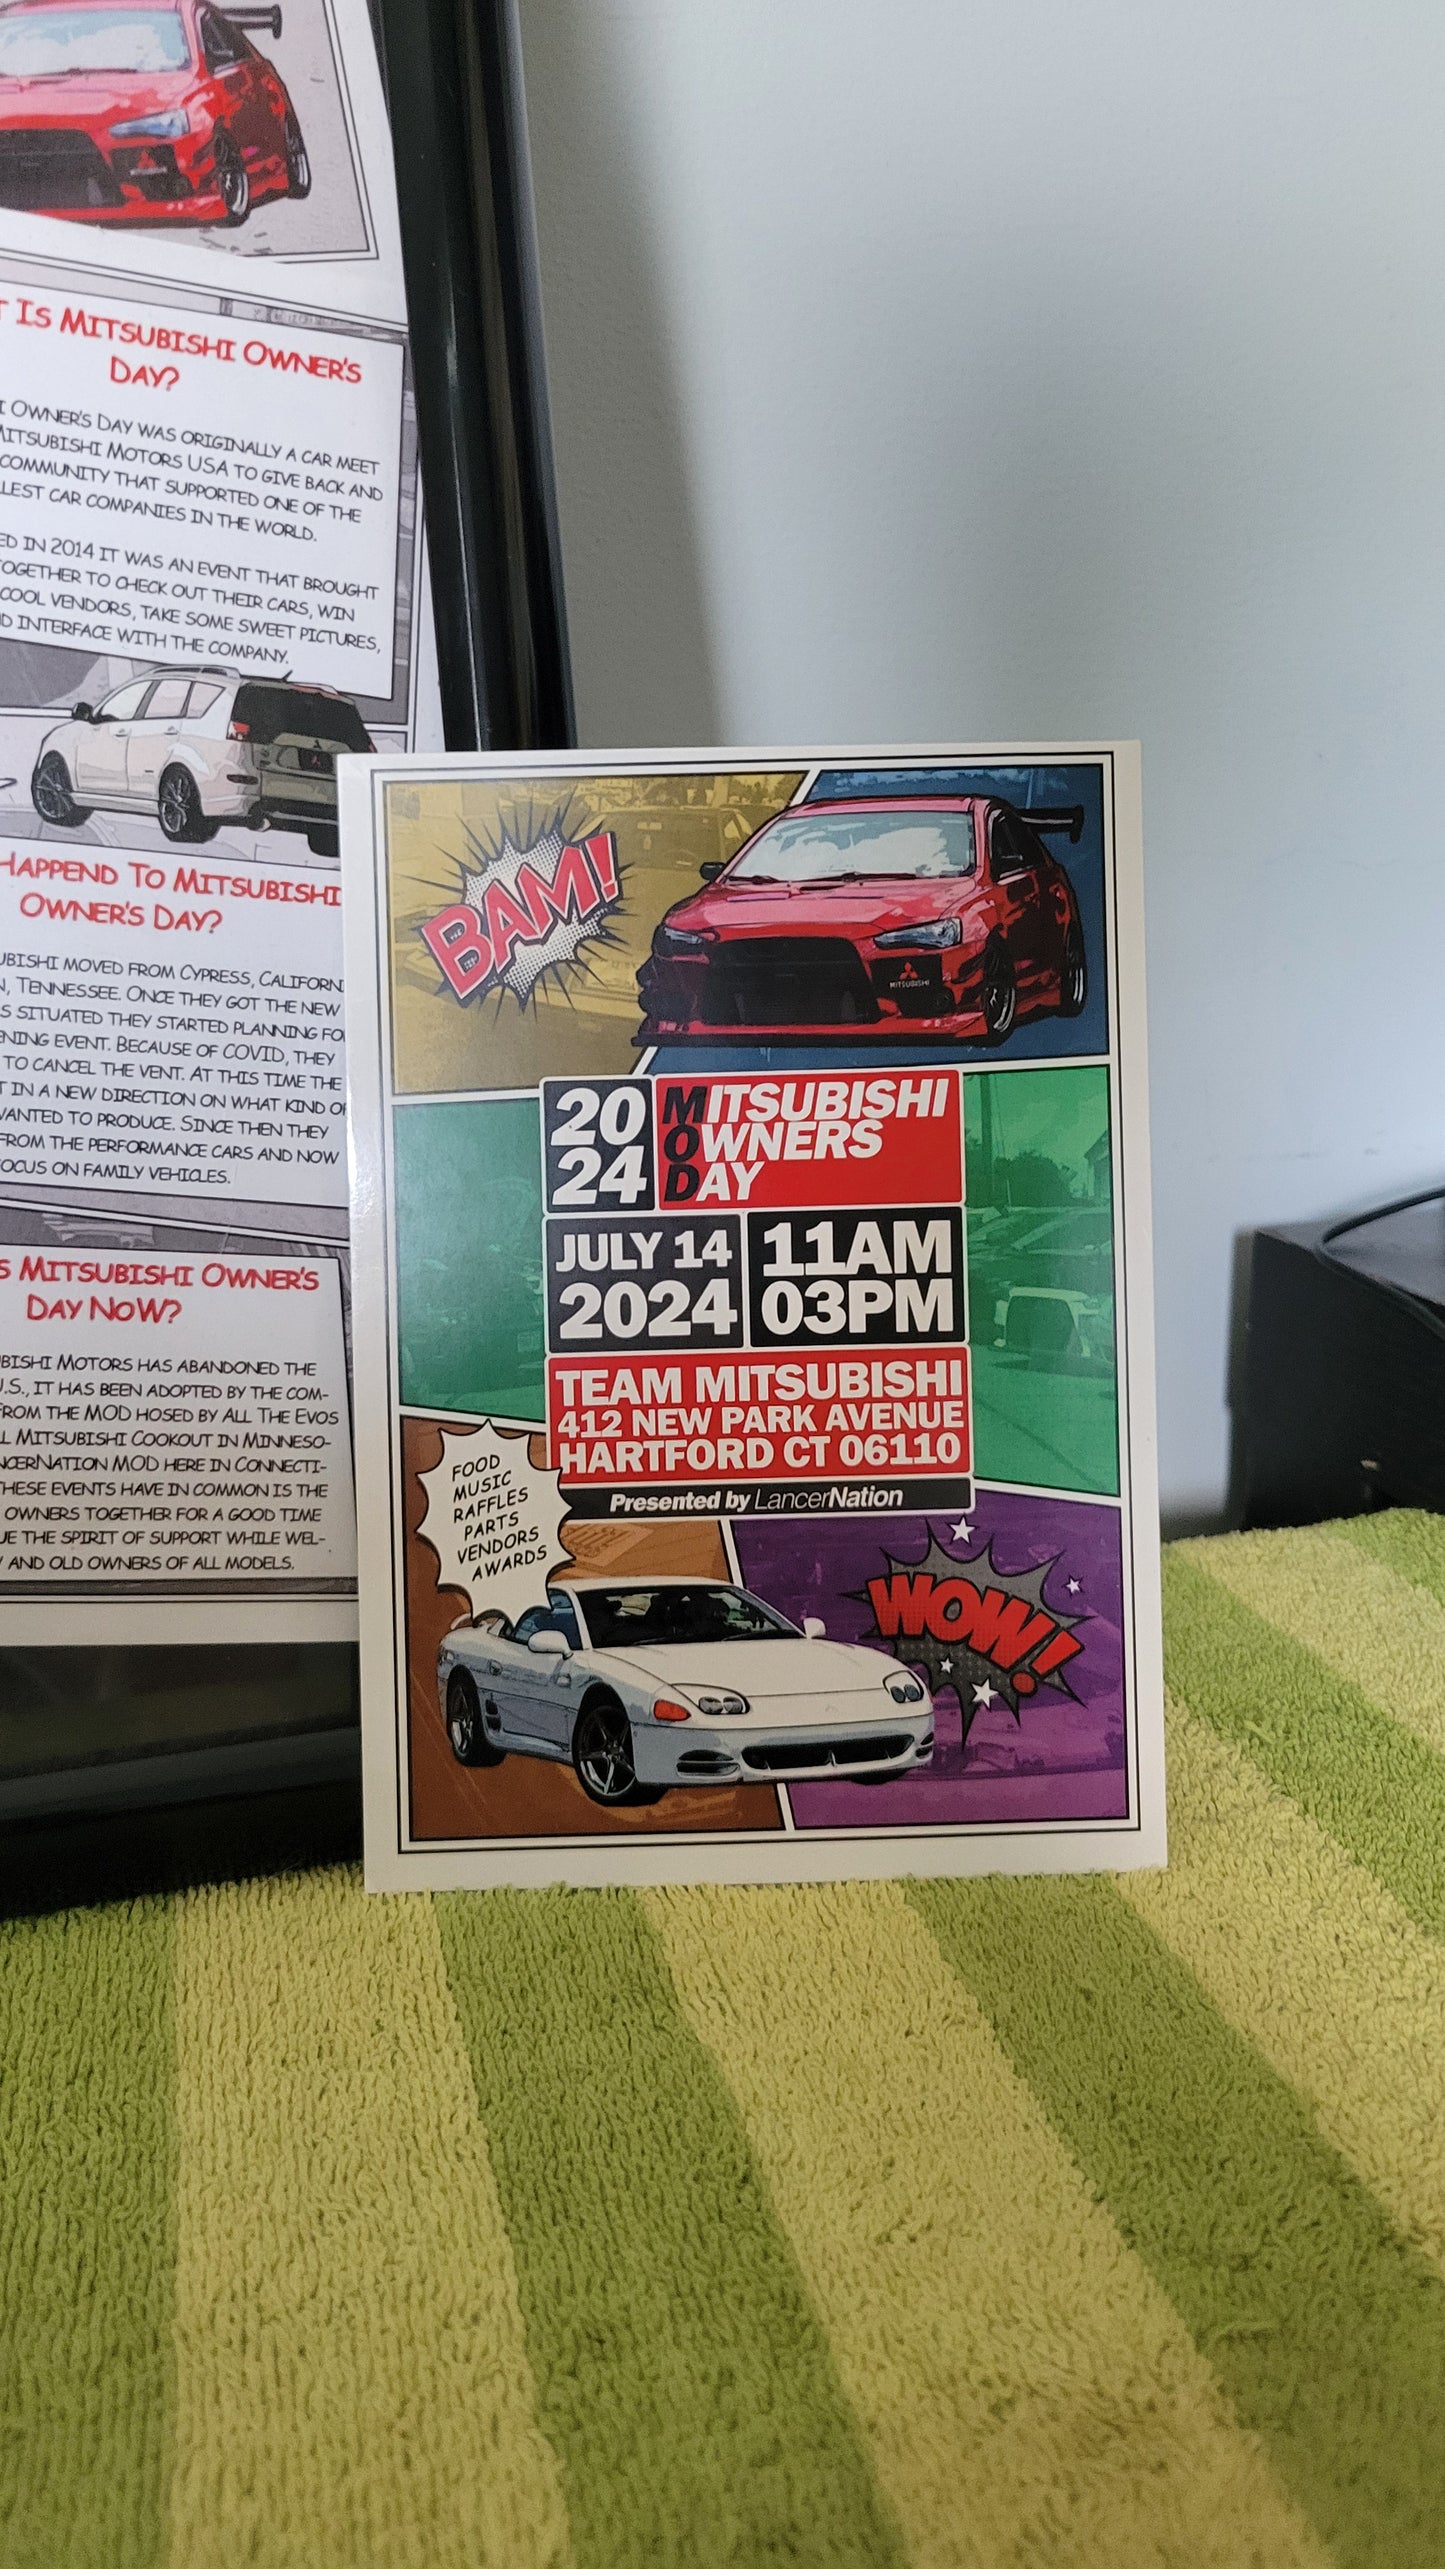 IS MITSUBISHI OWNER'S
DAY?
OWNER'S DAY WAS ORIGINALLY A CAR MEET
MITSUBISHI MOTORS USA TO GIVE BACK AND
COMMUNITY THAT SUPPORTED ONE OF THE
CAR COMPANIES IN THE WORLD.
IN 2014 IT WAS AN EVENT THAT BROUGHT
TOGETHER TO CHECK OUT THEIR CARS, WIN
COOL VENDORS, TAKE SOME SWEET PICTURES,
INTERFACE WITH THE COMPANY.
HAPPEND TO MITSUBISHI
OWNER'S DAY?
MOVED FROM CYPRESS, CALIFORNI
TENNESSEE. ONCE THEY GOT THE NEW
SITUATED THEY STARTED PLANNING FO
EVENT. BECAUSE OF COVID, THEY
TO CANCEL THE VENT. AT THIS TIME THE
IN A NEW DIRECTION ON WHAT KIND OF
WANTED TO PRODUCE. SINCE THEN THEY
FROM THE PERFORMANCE CARS AND NOW
FOCUS ON FAMILY VEHICLES.
MITSUBISHI OWNER'S
DAY NOW?
MOTORS HAS ABANDONED THE
U.S., IT HAS BEEN ADOPTED BY THE COM-
FROM THE MOD HOSED BY ALL THE EVOS
MITSUBISHI COOKOUT IN MINNESO-
MOD HERE IN CONNECTI-
THESE EVENTS HAVE IN COMMON IS THE
OWNERS TOGETHER FOR A GOOD TIME
THE SPIRIT OF SUPPORT WHILE WEL-
AND OLD OWNERS OF ALL MODELS.
BAM!
MITSUBISHI
2024
MITSUBISHI
OWNERS
DAY
JULY 14
2024
11AM
03PM
TEAM MITSUBISHI
412 NEW PARK AVENUE
HARTFORD CT 06110
Presented by LancerNation
FOOD
MUSIC
RAFFLES
PARTS
VENDORS
AWARDS
WOW!